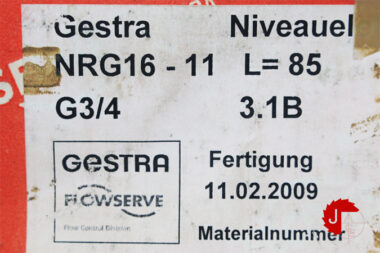 Gestra Niveauel
NRG16 - 11 L= 85
G3/4 3.1B
GESTRA
FLOWSERVE
Flow Control Division
Fertigung
11.02.2009
Materialnummer